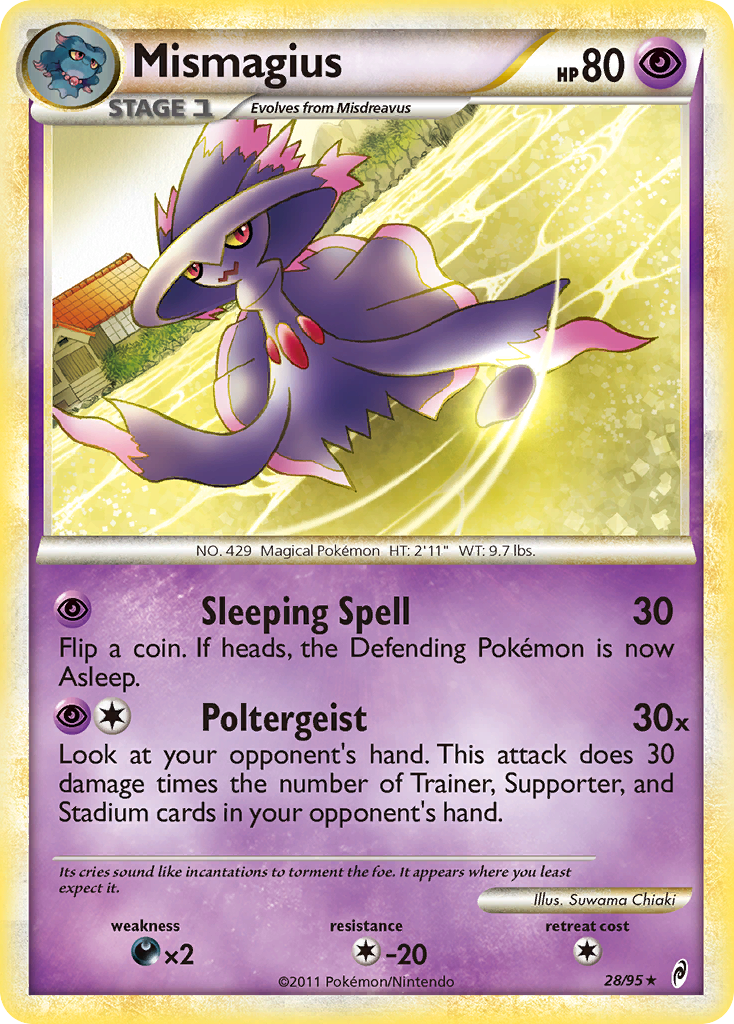 Mismagius
HP 80
STAGE 1
Evolves from Misdreavus
NO. 429 Magical Pokémon HT: 2'11" WT: 9.7 lbs.
Sleeping Spell 30
Flip a coin. If heads, the Defending Pokémon is now
Asleep.
Poltergeist 30x
Look at your opponent's hand. This attack does 30
damage times the number of Trainer, Supporter, and
Stadium cards in your opponent's hand.
Its cries sound like incantations to torment the foe. It appears where you least
expect it.
Illus. Suwama Chiaki
weakness resistance retreat cost
×2 -20
©2011 Pokémon/Nintendo 28/95 ★